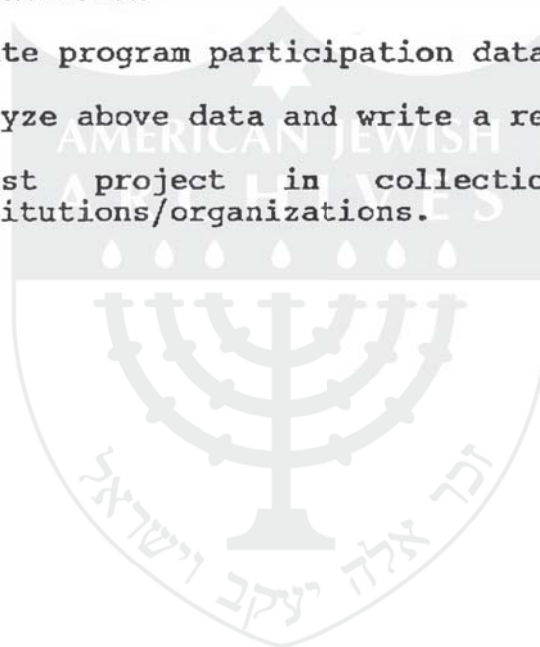 te program participation data
yze above data and write a re
st project in collectio
itutions/organizations.
AMERICAN JEWISH
ARCHIVES
זכר אלה יעקב וישראל